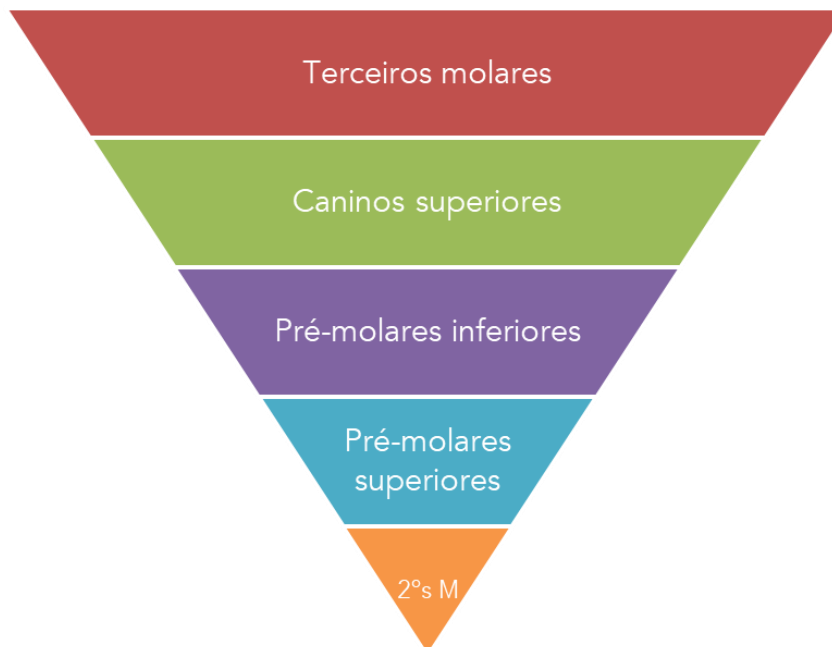 Terceiros molares
Caninos superiores
Pré-molares inferiores
Pré-molares
superiores
2ºs M